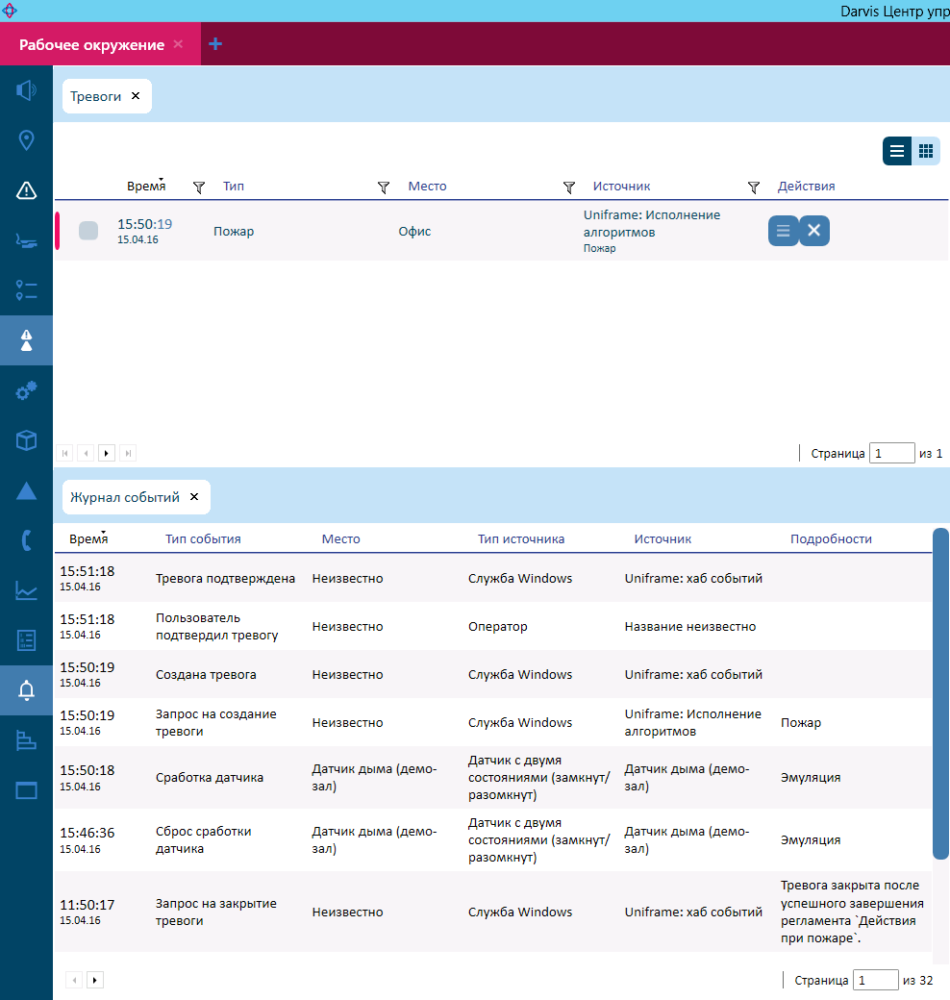 Darvis Центр упр
Рабочее окружение
Тревоги
Время Тип Место Источник Действия
15:50:19
15.04.16
Пожар
Офис
Uniframe: Исполнение
алгоритмов
Пожар
Страница 1 из 1
Журнал событий
Время Тип события Место Тип источника Источник Подробности
15:51:18
15.04.16
Тревога подтверждена
Неизвестно
Служба Windows
Uniframe: хаб событий
15:51:18
15.04.16
Пользователь
подтвердил тревогу
Неизвестно
Оператор
Название неизвестно
15:50:19
15.04.16
Создана тревога
Неизвестно
Служба Windows
Uniframe: хаб событий
15:50:19
15.04.16
Запрос на создание
тревоги
Неизвестно
Служба Windows
Uniframe: Исполнение
алгоритмов
Пожар
15:50:18
15.04.16
Сработка датчика
Датчик дыма (демо-
зал)
Датчик с двумя
состояниями (замкнут/
разомкнут)
Датчик дыма (демо-
зал)
Эмуляция
15:46:36
15.04.16
Сброс сработки
датчика
Датчик дыма (демо-
зал)
Датчик с двумя
состояниями (замкнут/
разомкнут)
Датчик дыма (демо-
зал)
Эмуляция
11:50:17
15.04.16
Запрос на закрытие
тревоги
Неизвестно
Служба Windows
Uniframe: хаб событий
Тревога закрыта после
успешного завершения
регламента `Действия
при пожаре`.
Страница 1 из 32